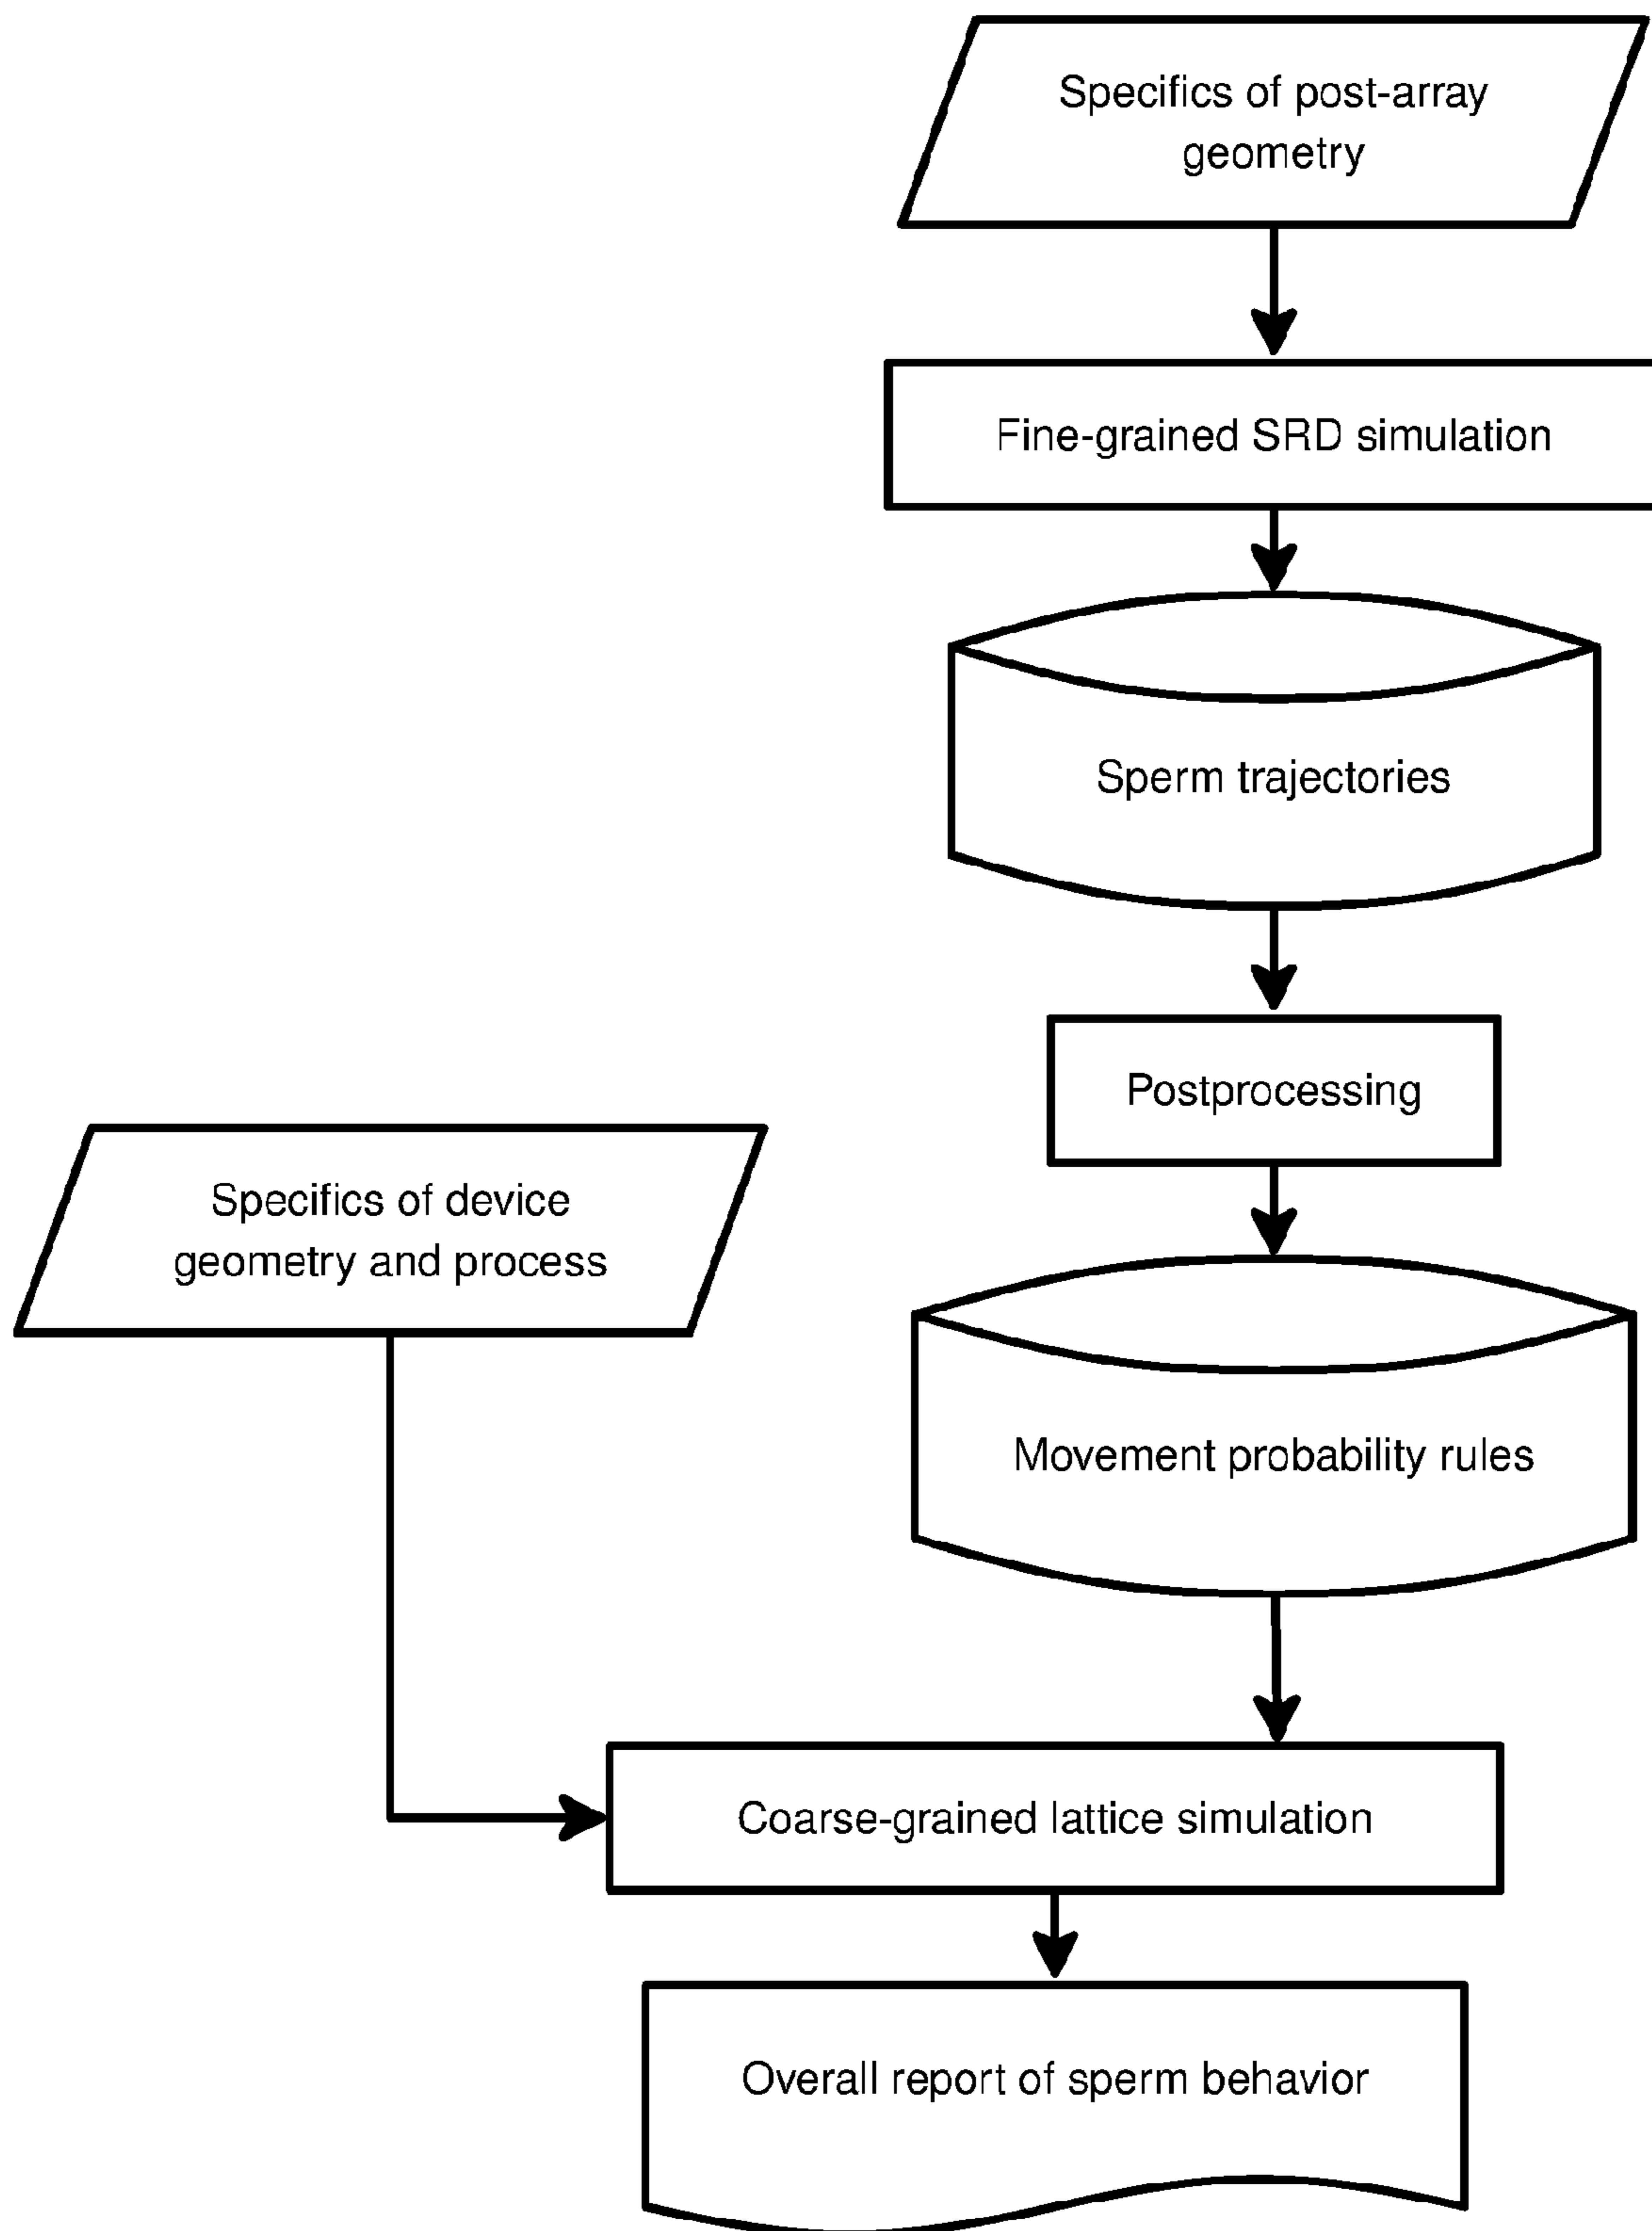 Specifics of post-array
geometry
Fine-grained SRD simulation
Sperm trajectories
Postprocessing
Specifics of device
geometry and process
Movement probability rules
Coarse-grained lattice simulation
Overall report of sperm behavior